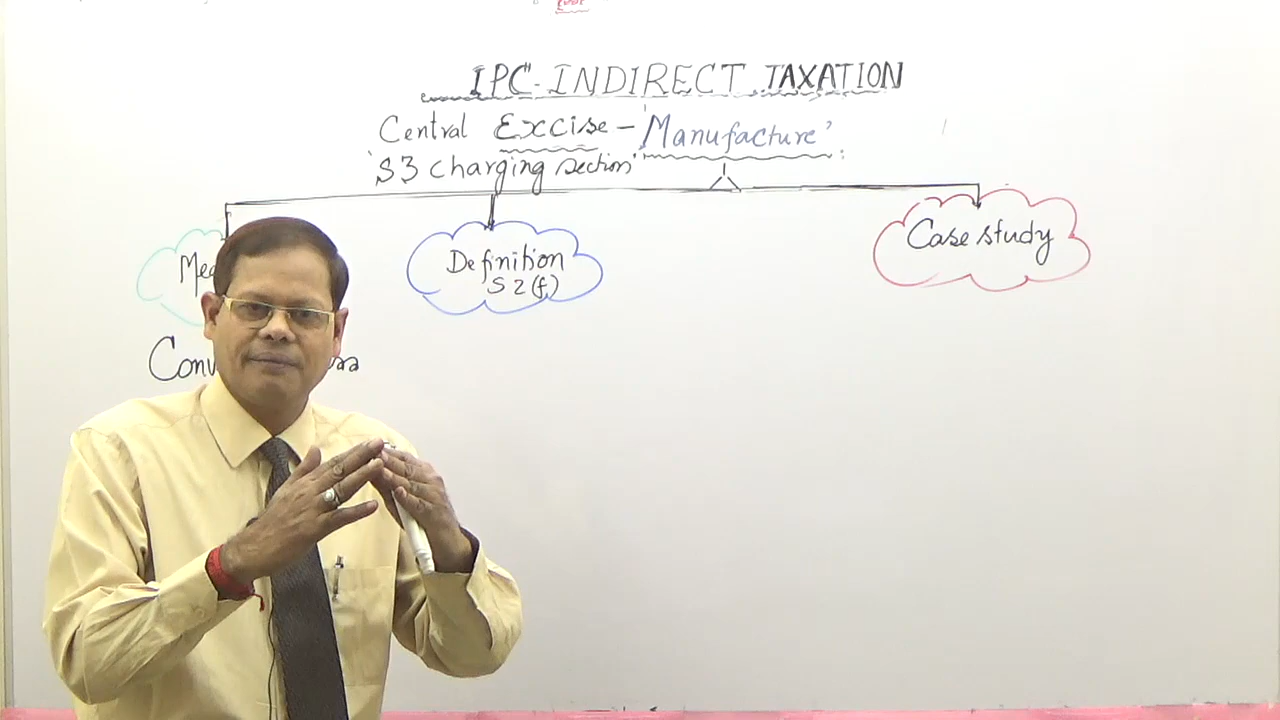 IPC-INDIRECT TAXATION
Central Excise - 'Manufacture'
'S3 charging section'
Definition
S 2(f)
Case study